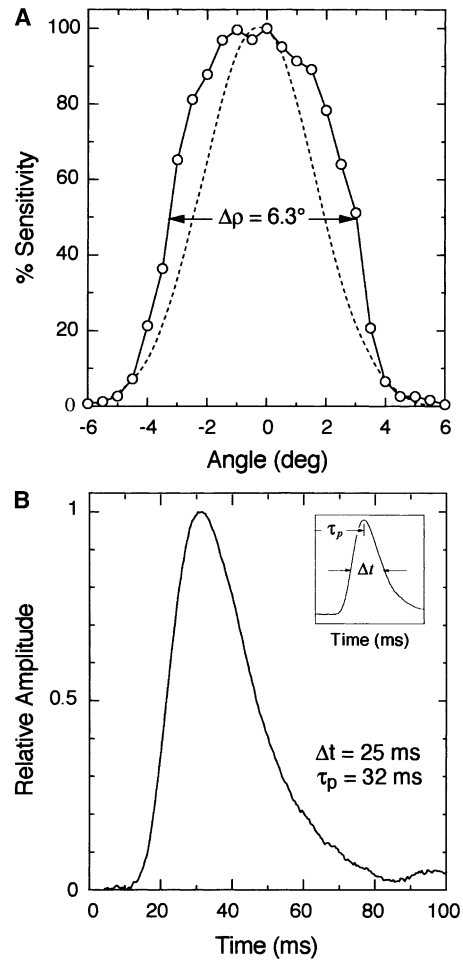 A
% Sensitivity
100
80
60
40
20
0
Δρ = 6.3°
-6
-4
-2
0
2
4
6
Angle (deg)
B
Relative Amplitude
1
0.5
0
τp
Δt
Time (ms)
Δt = 25 ms
τp = 32 ms
0
20
40
60
80
100
Time (ms)